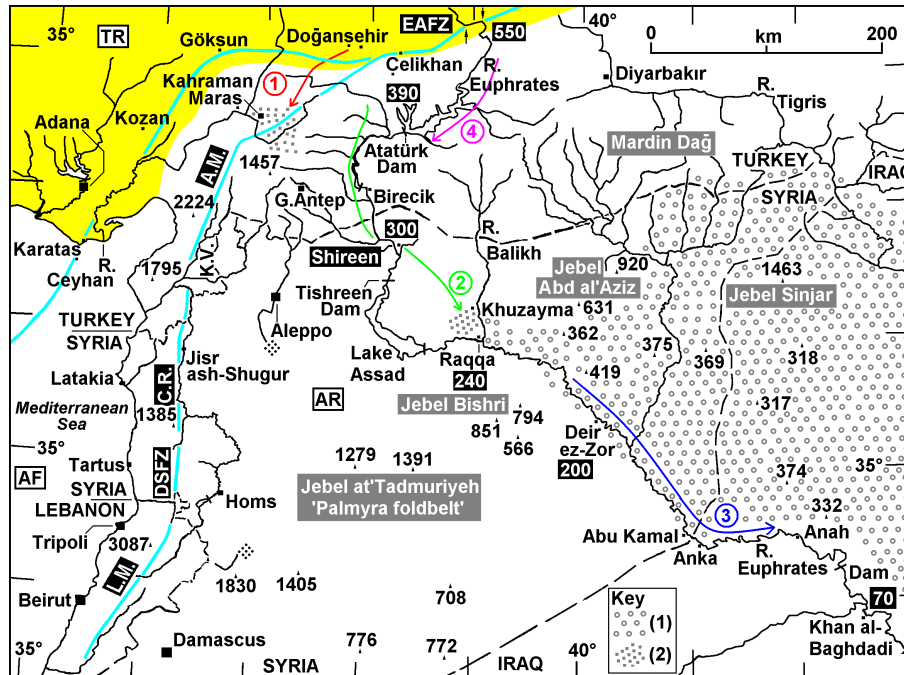 35°
TR
Göksun
Doğanşehir
EAFZ
550
40°
0
km
200
Çelikhan
R.
Euphrates
Diyarbakır
R.
Tigris
1
Kahraman
Maras
390
4
Adana
Kozan
Mardin Dağ
A.M.
1457
Atatürk
Dam
TURKEY
SYRIA
IRAQ
2224
G.Antep
Birecik
300
R.
Balikh
Karatas
Ceyhan
R.
K.V.
Shireen
1795
2
Jebel
Abd al'Aziz
920
1463
Jebel Sinjar
Tishreen
Dam
Khuzayma
631
362
TURKEY
SYRIA
Aleppo
375
369
318
Jisr
ash-Shugur
Lake
Assad
Raqqa
240
419
Latakia
C.R.
AR
Jebel Bishri
317
Mediterranean
Sea
1385
794
851
566
Deir
ez-Zor
200
35°
35°
AF
Tartus
DSFZ
1279
1391
374
SYRIA
LEBANON
Homs
Jebel at'Tadmuriyeh
'Palmyra foldbelt'
332
Anah
3
Tripoli
3087
Abu Kamal
Anka
R.
Euphrates
L.M.
Dam
70
Beirut
1830
1405
708
Key
(1)
(2)
Khan al-
Baghdadi
35°
Damascus
776
772
40°
SYRIA
IRAQ